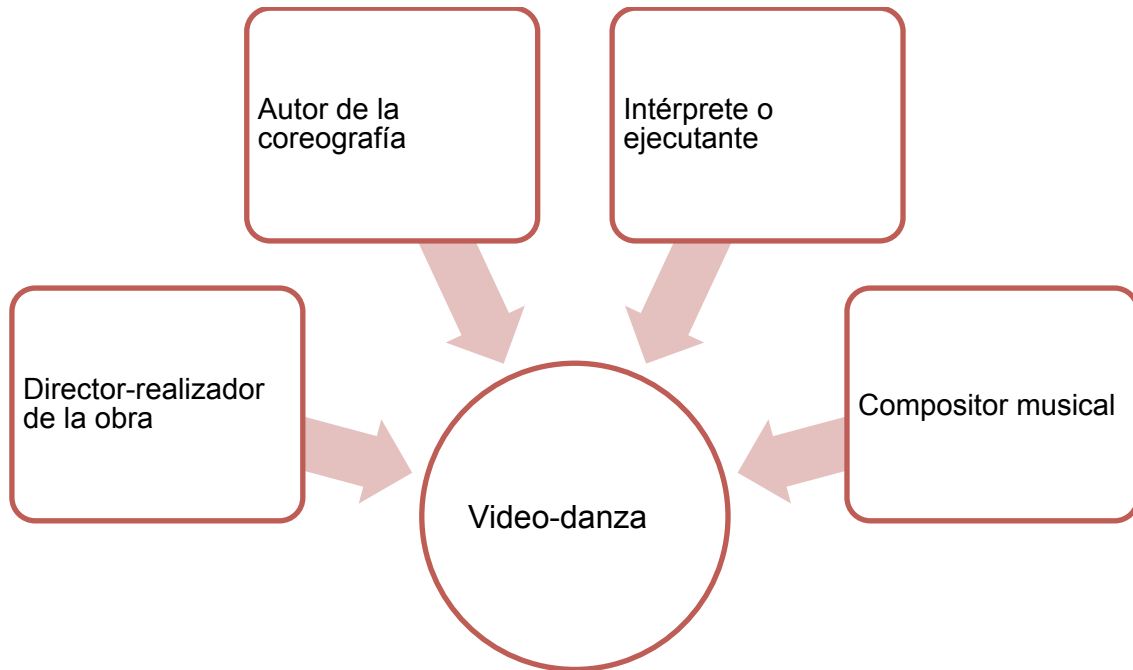 Autor de la
coreografía
Intérprete o
ejecutante
Director-realizador
de la obra
Compositor musical
Video-danza